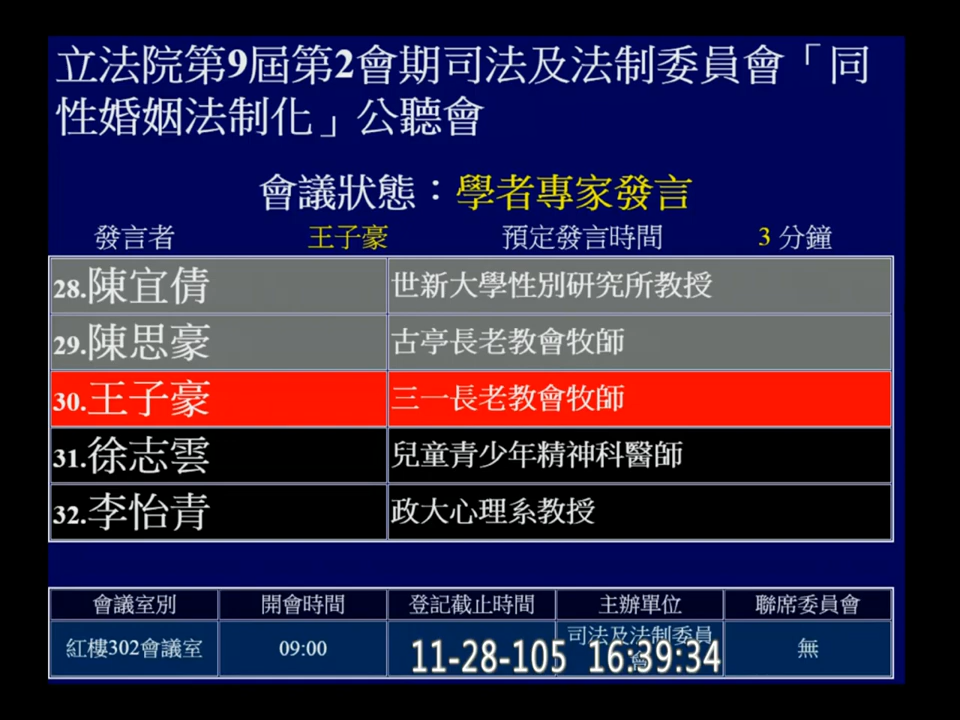 立法院第9屆第2會期司法及法制委員會「同
性婚姻法制化」公聽會
會議狀態：學者專家發言
發言者 王子豪 預定發言時間 3 分鐘
28.陳宜倩 世新大學性別研究所教授
29.陳思豪 古亭長老教會牧師
30.王子豪 三一長老教會牧師
31.徐志雲 兒童青少年精神科醫師
32.李怡青 政大心理系教授
會議室別 開會時間 登記截止時間 主辦單位 聯席委員會
紅樓302會議室 09:00 司法及法制委員會 無
11-28-105 16:39:34